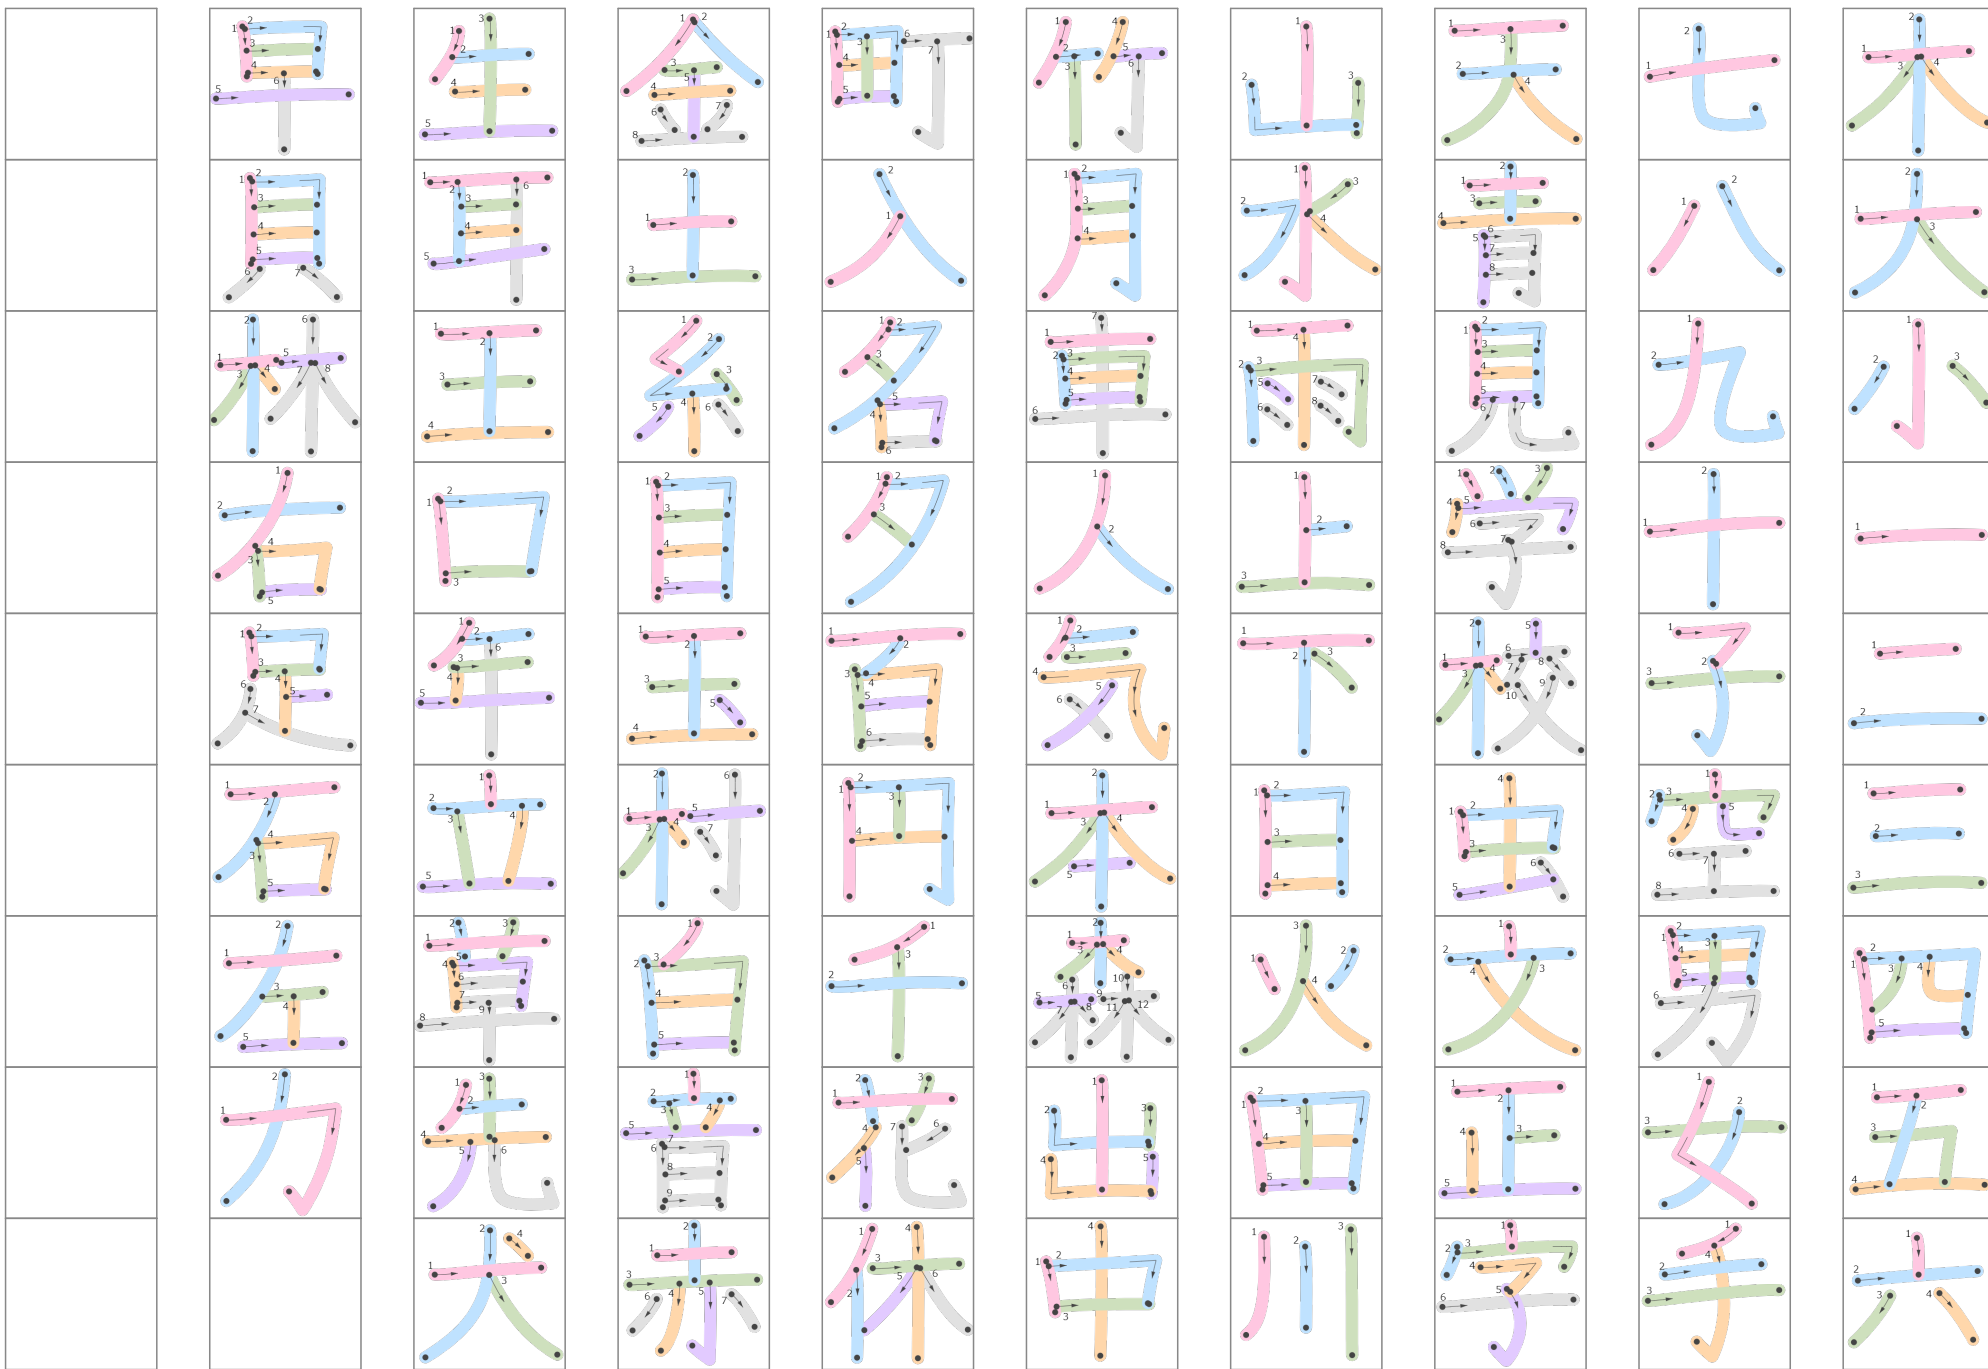 木大小一二三四五六
七八九十子空男女手
天青見学校虫文正字
山水雨上下日火田川
竹月車人気本森出中
町入名夕百円千花休
金土糸目玉村白音赤
生耳王口年立草先犬
早貝林右足石左力